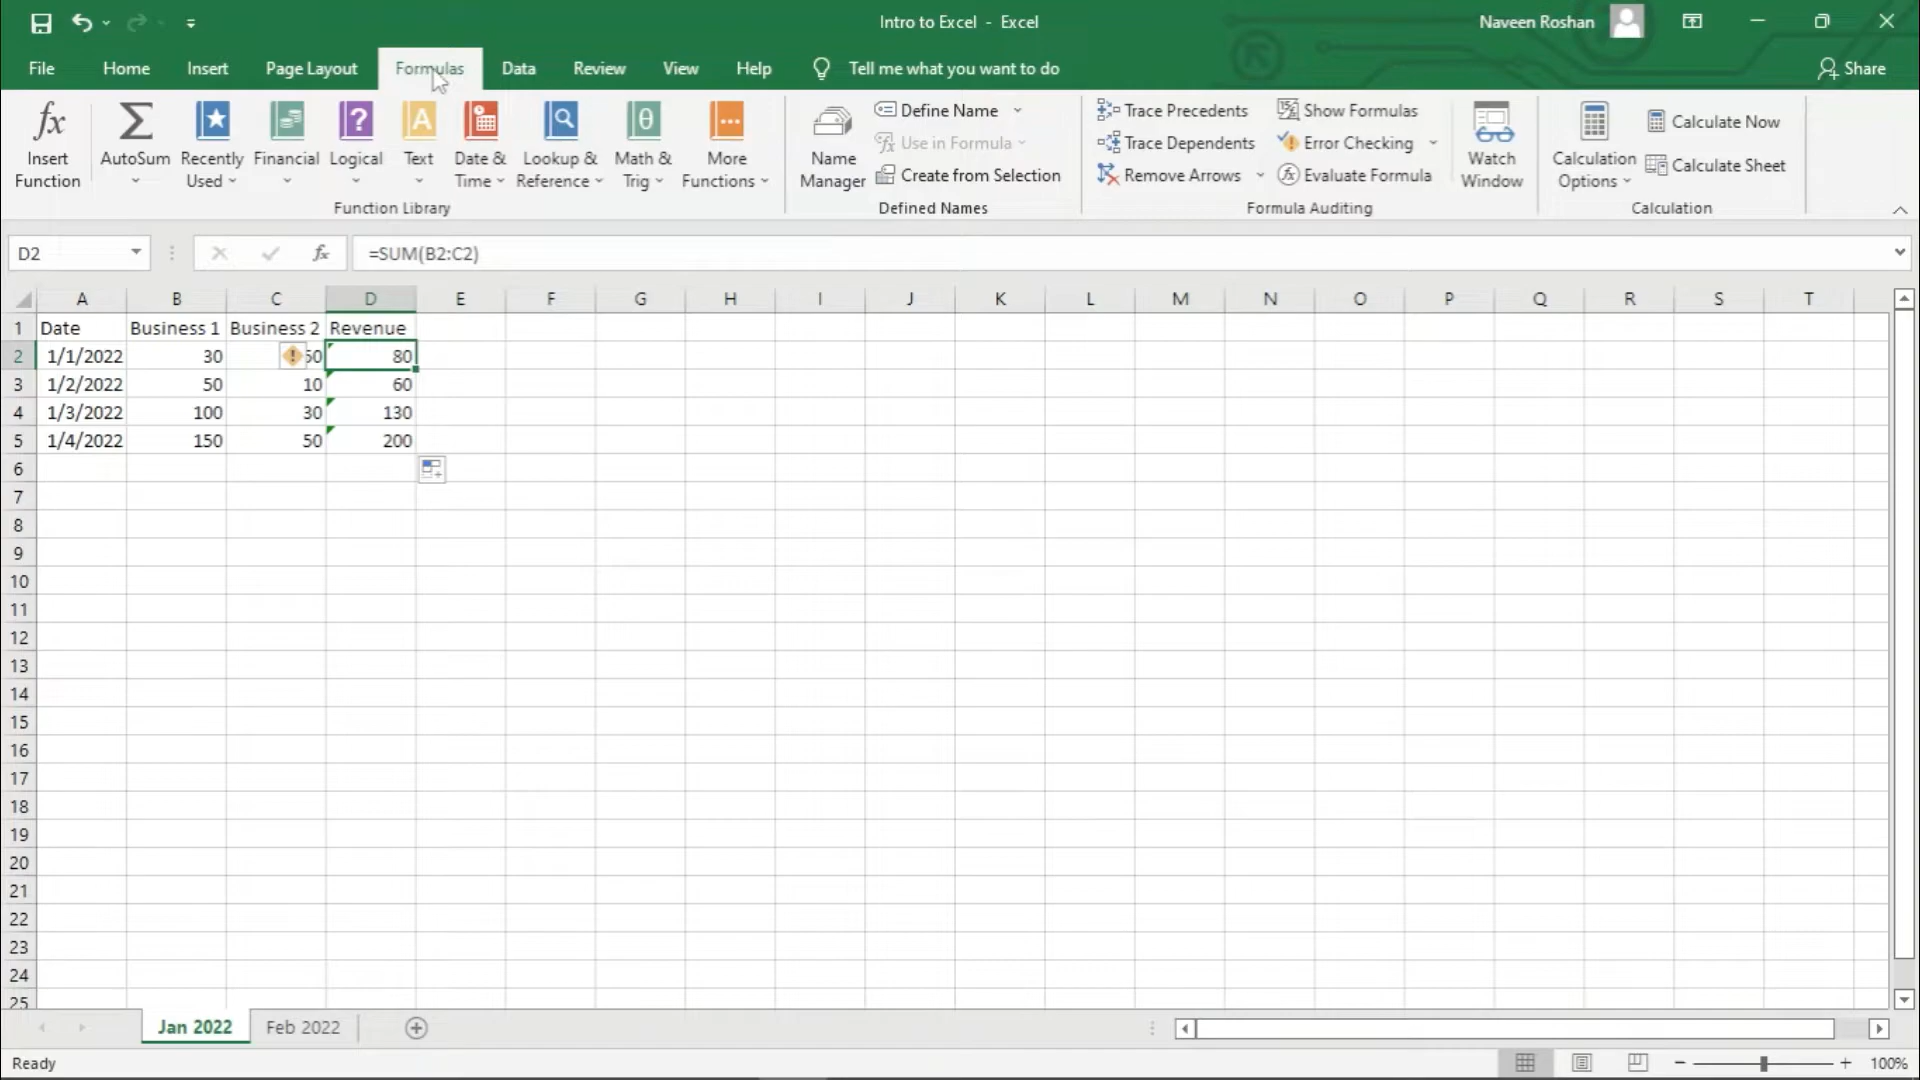 Intro to Excel - Excel
Naveen Roshan
File Home Insert Page Layout Formulas Data Review View Help Tell me what you want to do Share
fx Σ ? A θ
Insert Function
AutoSum
Recently Used
Financial
Logical
Text
Date & Time
Lookup & Reference
Math & Trig
More Functions
Function Library
Name Manager
Define Name
Use in Formula
Create from Selection
Defined Names
Trace Precedents
Trace Dependents
Remove Arrows
Show Formulas
Error Checking
Evaluate Formula
Formula Auditing
Watch Window
Calculation Options
Calculate Now
Calculate Sheet
Calculation
D2 fx =SUM(B2:C2)
A B C D E F G H I J K L M N O P Q R S T
1 Date Business 1 Business 2 Revenue
2 1/1/2022 30 50 80
3 1/2/2022 50 10 60
4 1/3/2022 100 30 130
5 1/4/2022 150 50 200
6
7
8
9
10
11
12
13
14
15
16
17
18
19
20
21
22
23
24
25
Jan 2022 Feb 2022
Ready
100%